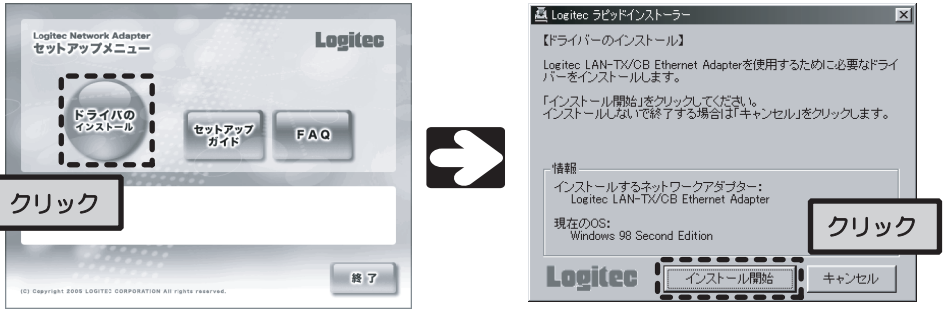 Logitec Network Adapter
セットアップメニュー
Logitec
ドライバの
インストール
セットアップ
ガイド
FAQ
クリック
終了
(C) Copyright 2006 LOGITEC CORPORATION All rights reserved.
Logitec ラピッドインストーラー
【ドライバーのインストール】
Logitec LAN-TX/CB Ethernet Adapterを使用するために必要なドライ
バーをインストールします。
「インストール開始」をクリックしてください。
インストールしないで終了する場合は「キャンセル」をクリックします。
情報
インストールするネットワークアダプター:
Logitec LAN-TX/CB Ethernet Adapter
現在のOS:
Windows 98 Second Edition
クリック
Logitec
インストール開始
キャンセル